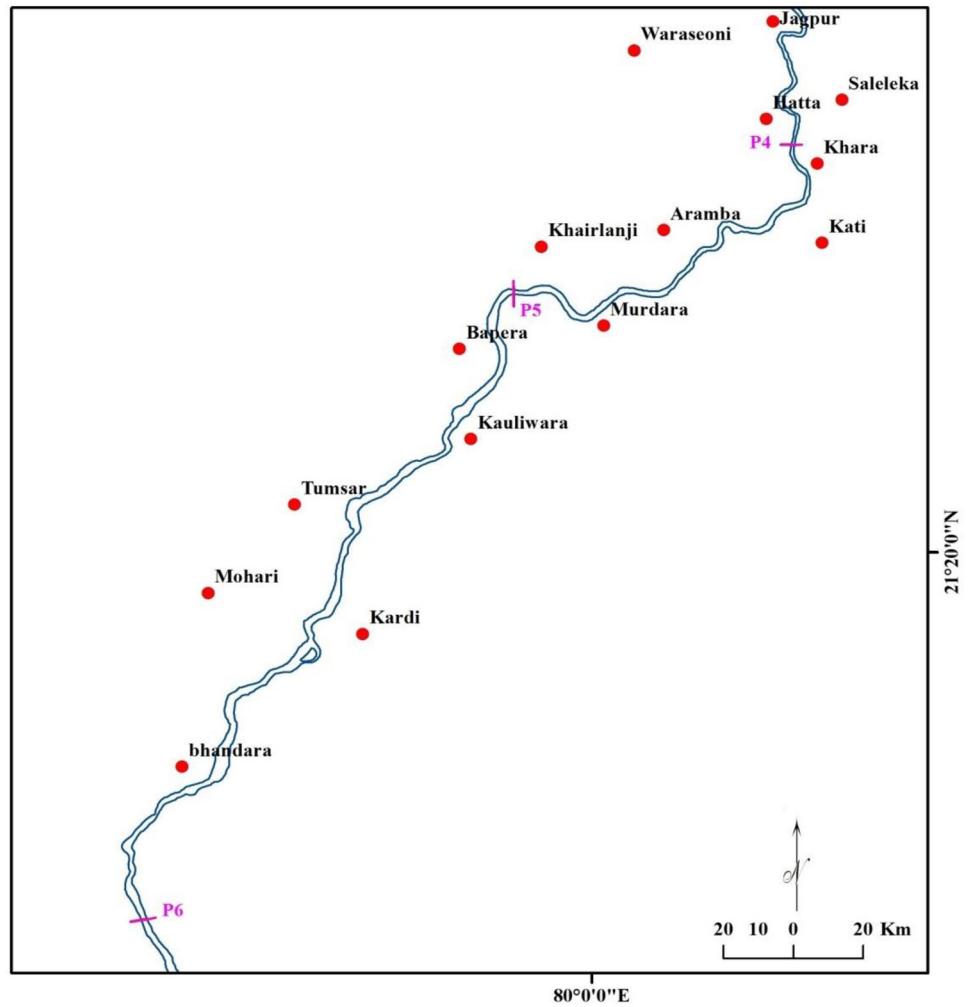 Jagpur
Waraseoni
Saleleka
Hatta
P4
Khara
Aramba
Kati
Khairlanji
P5
Murdara
Bapera
Kauliwara
Tumsar
21°20'0"N
Mohari
Kardi
bhandara
N
P6
20 10 0 20 Km
80°0'0"E